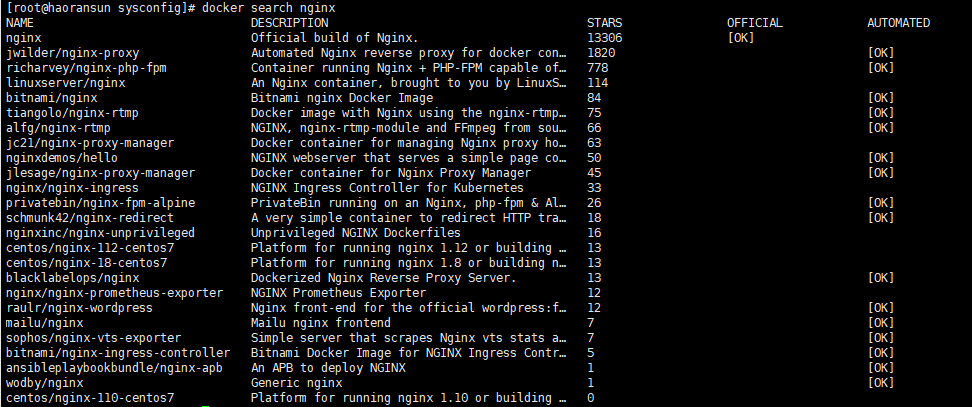 [root@haoransun sysconfig]# docker search nginx
NAME DESCRIPTION STARS OFFICIAL AUTOMATED
nginx Official build of Nginx. 13306 [OK]
jwilder/nginx-proxy Automated Nginx reverse proxy for docker con… 1820 [OK]
richarvey/nginx-php-fpm Container running Nginx + PHP-FPM capable of… 778 [OK]
linuxserver/nginx An Nginx container, brought to you by LinuxS… 114
bitnami/nginx Bitnami nginx Docker Image 84 [OK]
tiangolo/nginx-rtmp Docker image with Nginx using the nginx-rtmp… 75 [OK]
alfg/nginx-rtmp NGINX, nginx-rtmp-module and FFmpeg from sou… 66 [OK]
jc21/nginx-proxy-manager Docker container for managing Nginx proxy ho… 63
nginxdemos/hello NGINX webserver that serves a simple page co… 50 [OK]
jlesage/nginx-proxy-manager Docker container for Nginx Proxy Manager 45 [OK]
nginx/nginx-ingress NGINX Ingress Controller for Kubernetes 33
privatebin/nginx-fpm-alpine PrivateBin running on an Nginx, php-fpm & Al… 26 [OK]
schmunk42/nginx-redirect A very simple container to redirect HTTP tra… 18 [OK]
nginxinc/nginx-unprivileged Unprivileged NGINX Dockerfiles 16
centos/nginx-112-centos7 Platform for running nginx 1.12 or building … 13
centos/nginx-18-centos7 Platform for running nginx 1.8 or building n… 13
blacklabelops/nginx Dockerized Nginx Reverse Proxy Server. 13 [OK]
nginx/nginx-prometheus-exporter NGINX Prometheus Exporter 12
raulr/nginx-wordpress Nginx front-end for the official wordpress:f… 12 [OK]
mailu/nginx Mailu nginx frontend 7 [OK]
sophos/nginx-vts-exporter Simple server that scrapes Nginx vts stats a… 7 [OK]
bitnami/nginx-ingress-controller Bitnami Docker Image for NGINX Ingress Contr… 5 [OK]
ansibleplaybookbundle/nginx-apb An APB to deploy NGINX 1 [OK]
wodby/nginx Generic nginx 1 [OK]
centos/nginx-110-centos7 Platform for running nginx 1.10 or building … 0